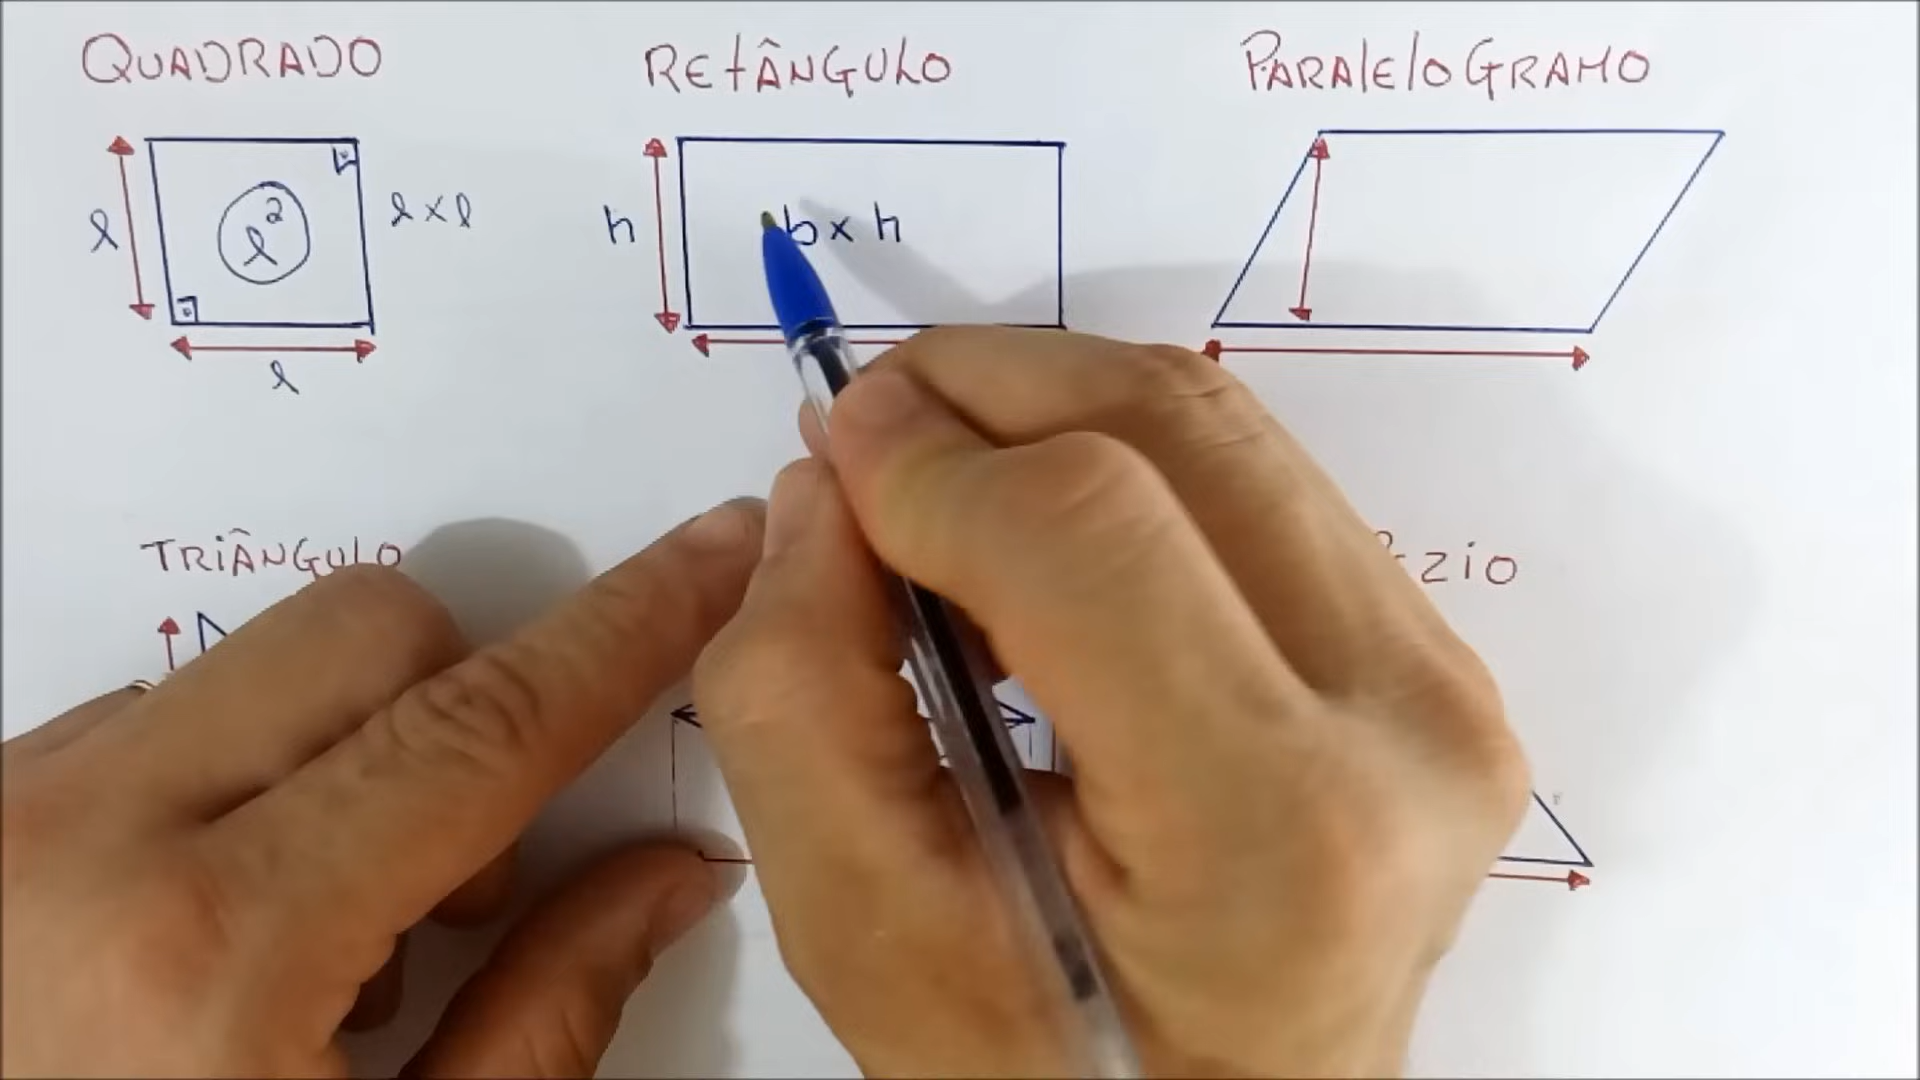 QUADRADO
RETÂNGULO
PARALELOGRAMO
l
l²
l x l
l
h
b x h
TRIÂNGULO